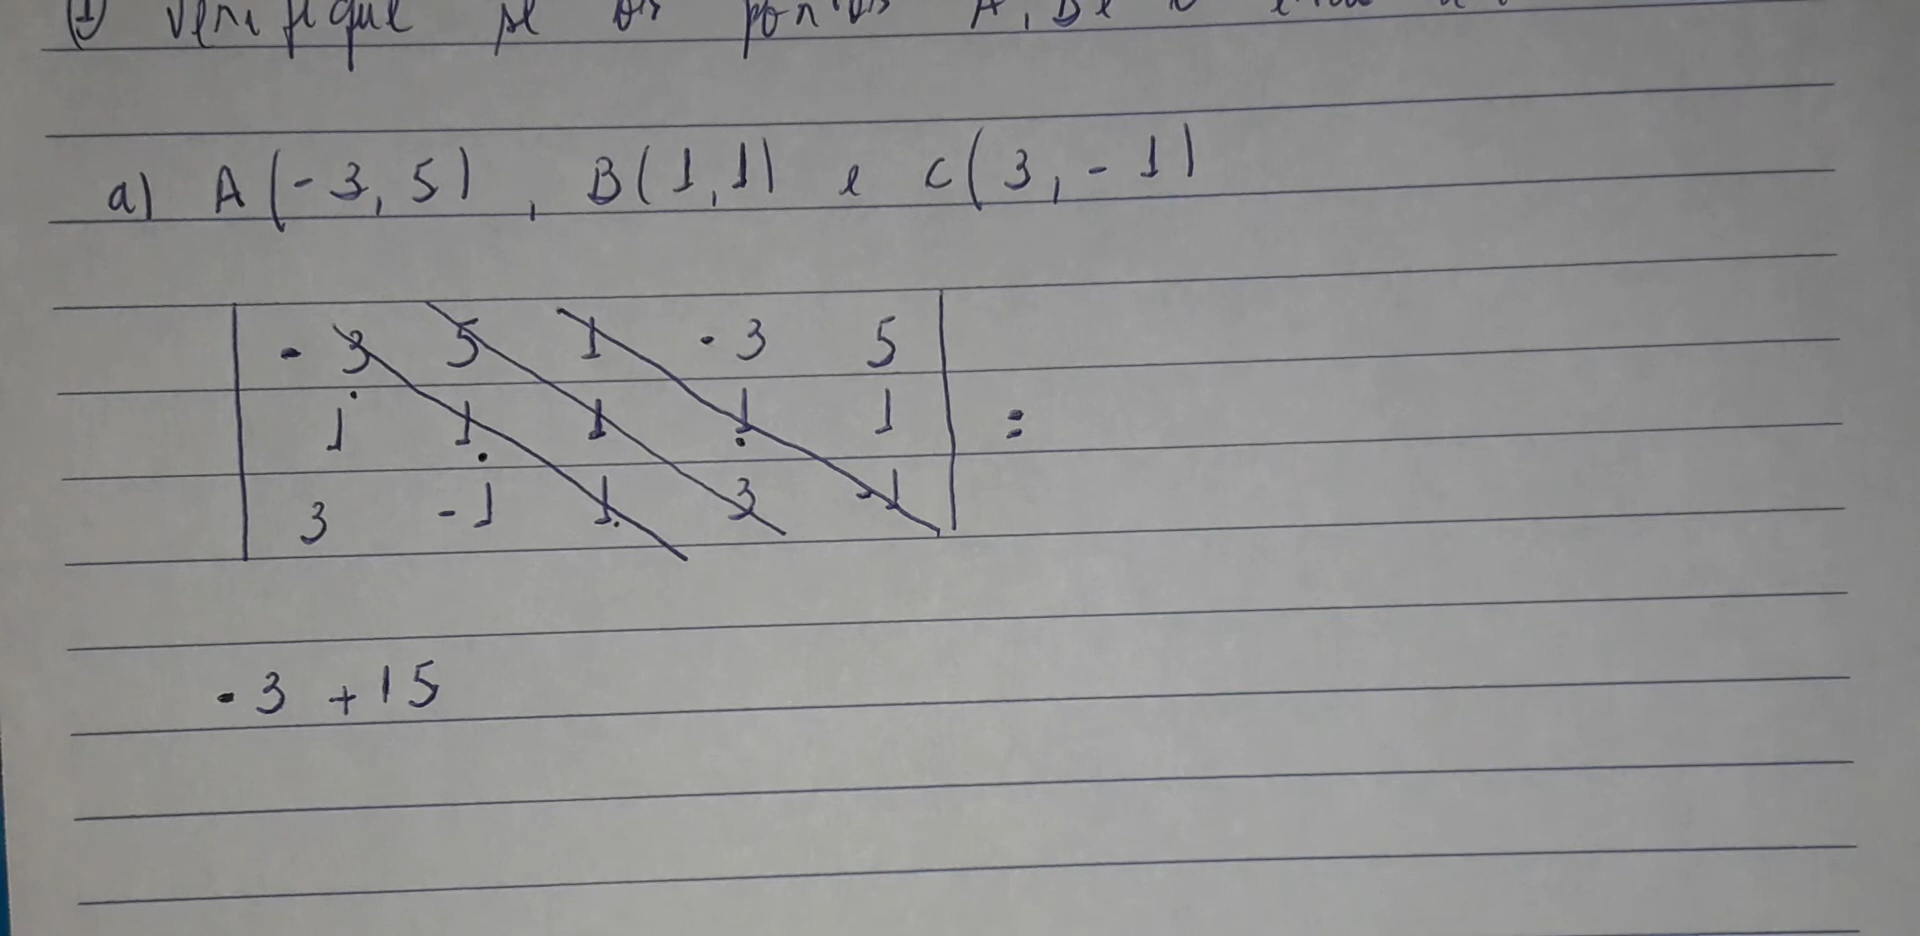 1) Verifique se os pontos A, B e
a) A(-3, 5), B(1, 1) e C(3, -1)
-3 5 1 -3 5
1 1 1 1 1 =
3 -1 1 3 -1
-3 + 15